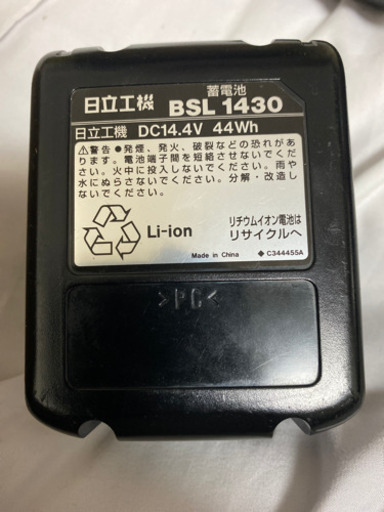 蓄電池
日立工機 BSL 1430
日立工機 DC14.4V 44Wh
⚠警告●発煙、発火、破裂などの恐れがあ
ります。電池端子間を短絡させないでくだ
さい。火中に投入しないでください。雨や
水にぬらさないでください。分解・改造し
ないでください。
Li-ion
リチウムイオン電池は
リサイクルへ
Made in China
◆C344455A
>PC<